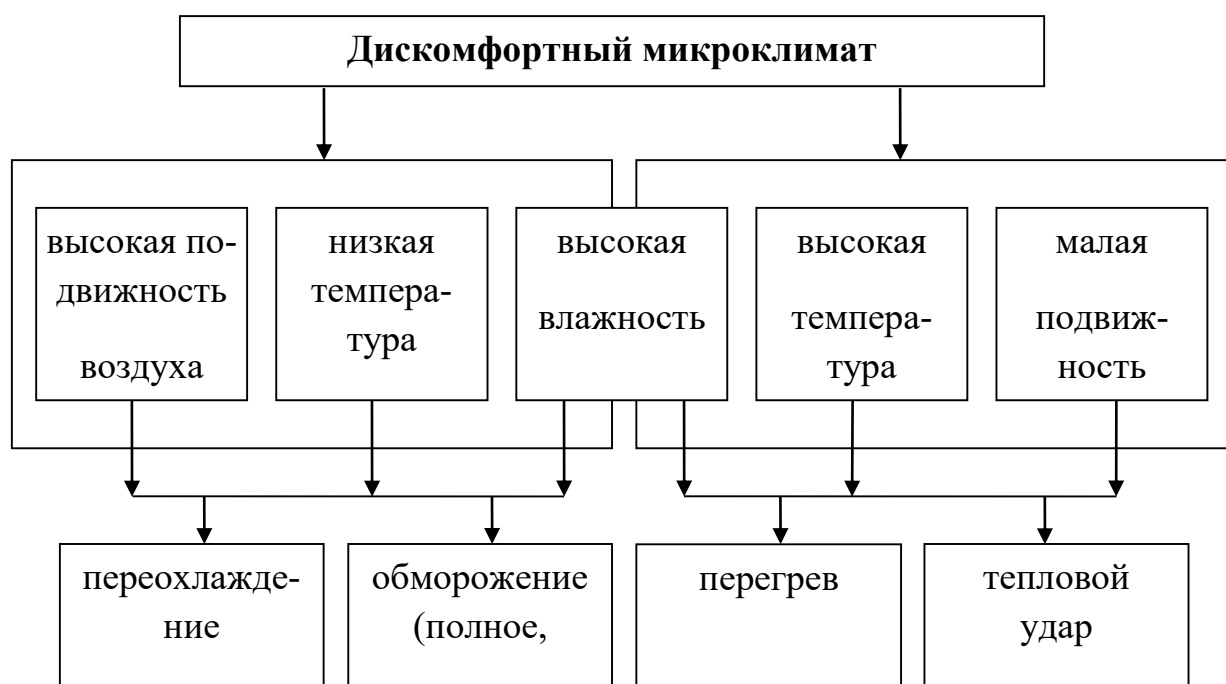 Дискомфортный микроклимат
высокая по-
движность
воздуха
низкая
темпера-
тура
высокая
влажность
высокая
темпера-
тура
малая
подвиж-
ность
переохлажде-
ние
обморожение
(полное,
перегрев
тепловой
удар